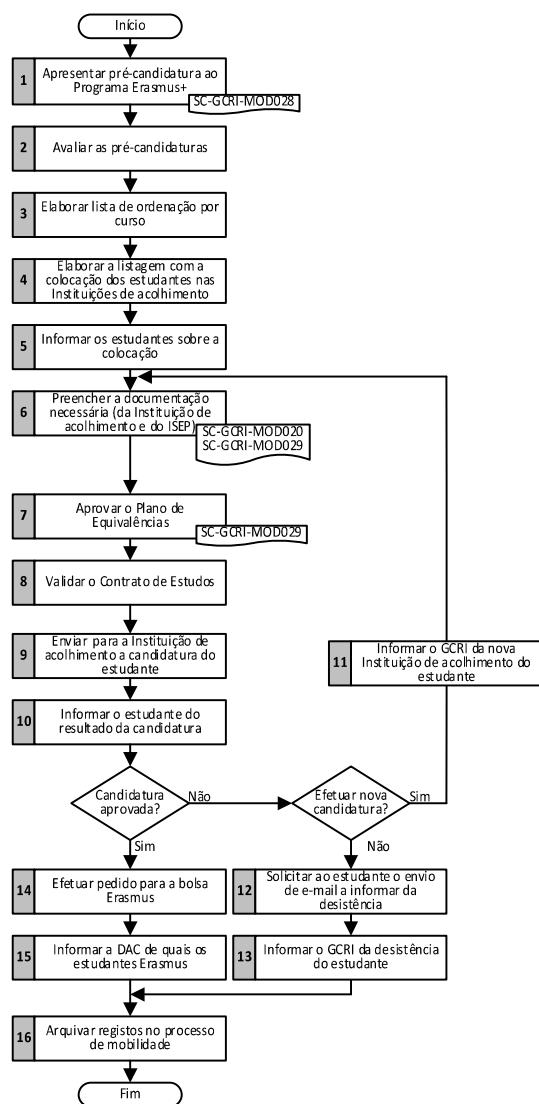 Início
1
Apresentar pré-candidatura ao
Programa Erasmus+
SC-GCRI-MOD028
2
Avaliar as pré-candidaturas
3
Elaborar lista de ordenação por
curso
4
Elaborar a listagem com a
colocação dos estudantes nas
Instituições de acolhimento
5
Informar os estudantes sobre a
colocação
6
Preencher a documentação
necessária (da Instituição de
acolhimento e do ISEP)
SC-GCRI-MOD020
SC-GCRI-MOD029
7
Aprovar o Plano de
Equivalências
SC-GCRI-MOD029
8
Validar o Contrato de Estudos
9
Enviar para a Instituição de
acolhimento a candidatura do
estudante
11
Informar o GCRI da nova
Instituição de acolhimento do
estudante
10
Informar o estudante do
resultado da candidatura
Candidatura
aprovada?
Não
Efetuar nova
candidatura?
Sim
Sim
Não
14
Efetuar pedido para a bolsa
Erasmus
12
Solicitar ao estudante o envio
de e-mail a informar da
desistência
15
Informar a DAC de quais os
estudantes Erasmus
13
Informar o GCRI da desistência
do estudante
16
Arquivar registos no processo
de mobilidade
Fim